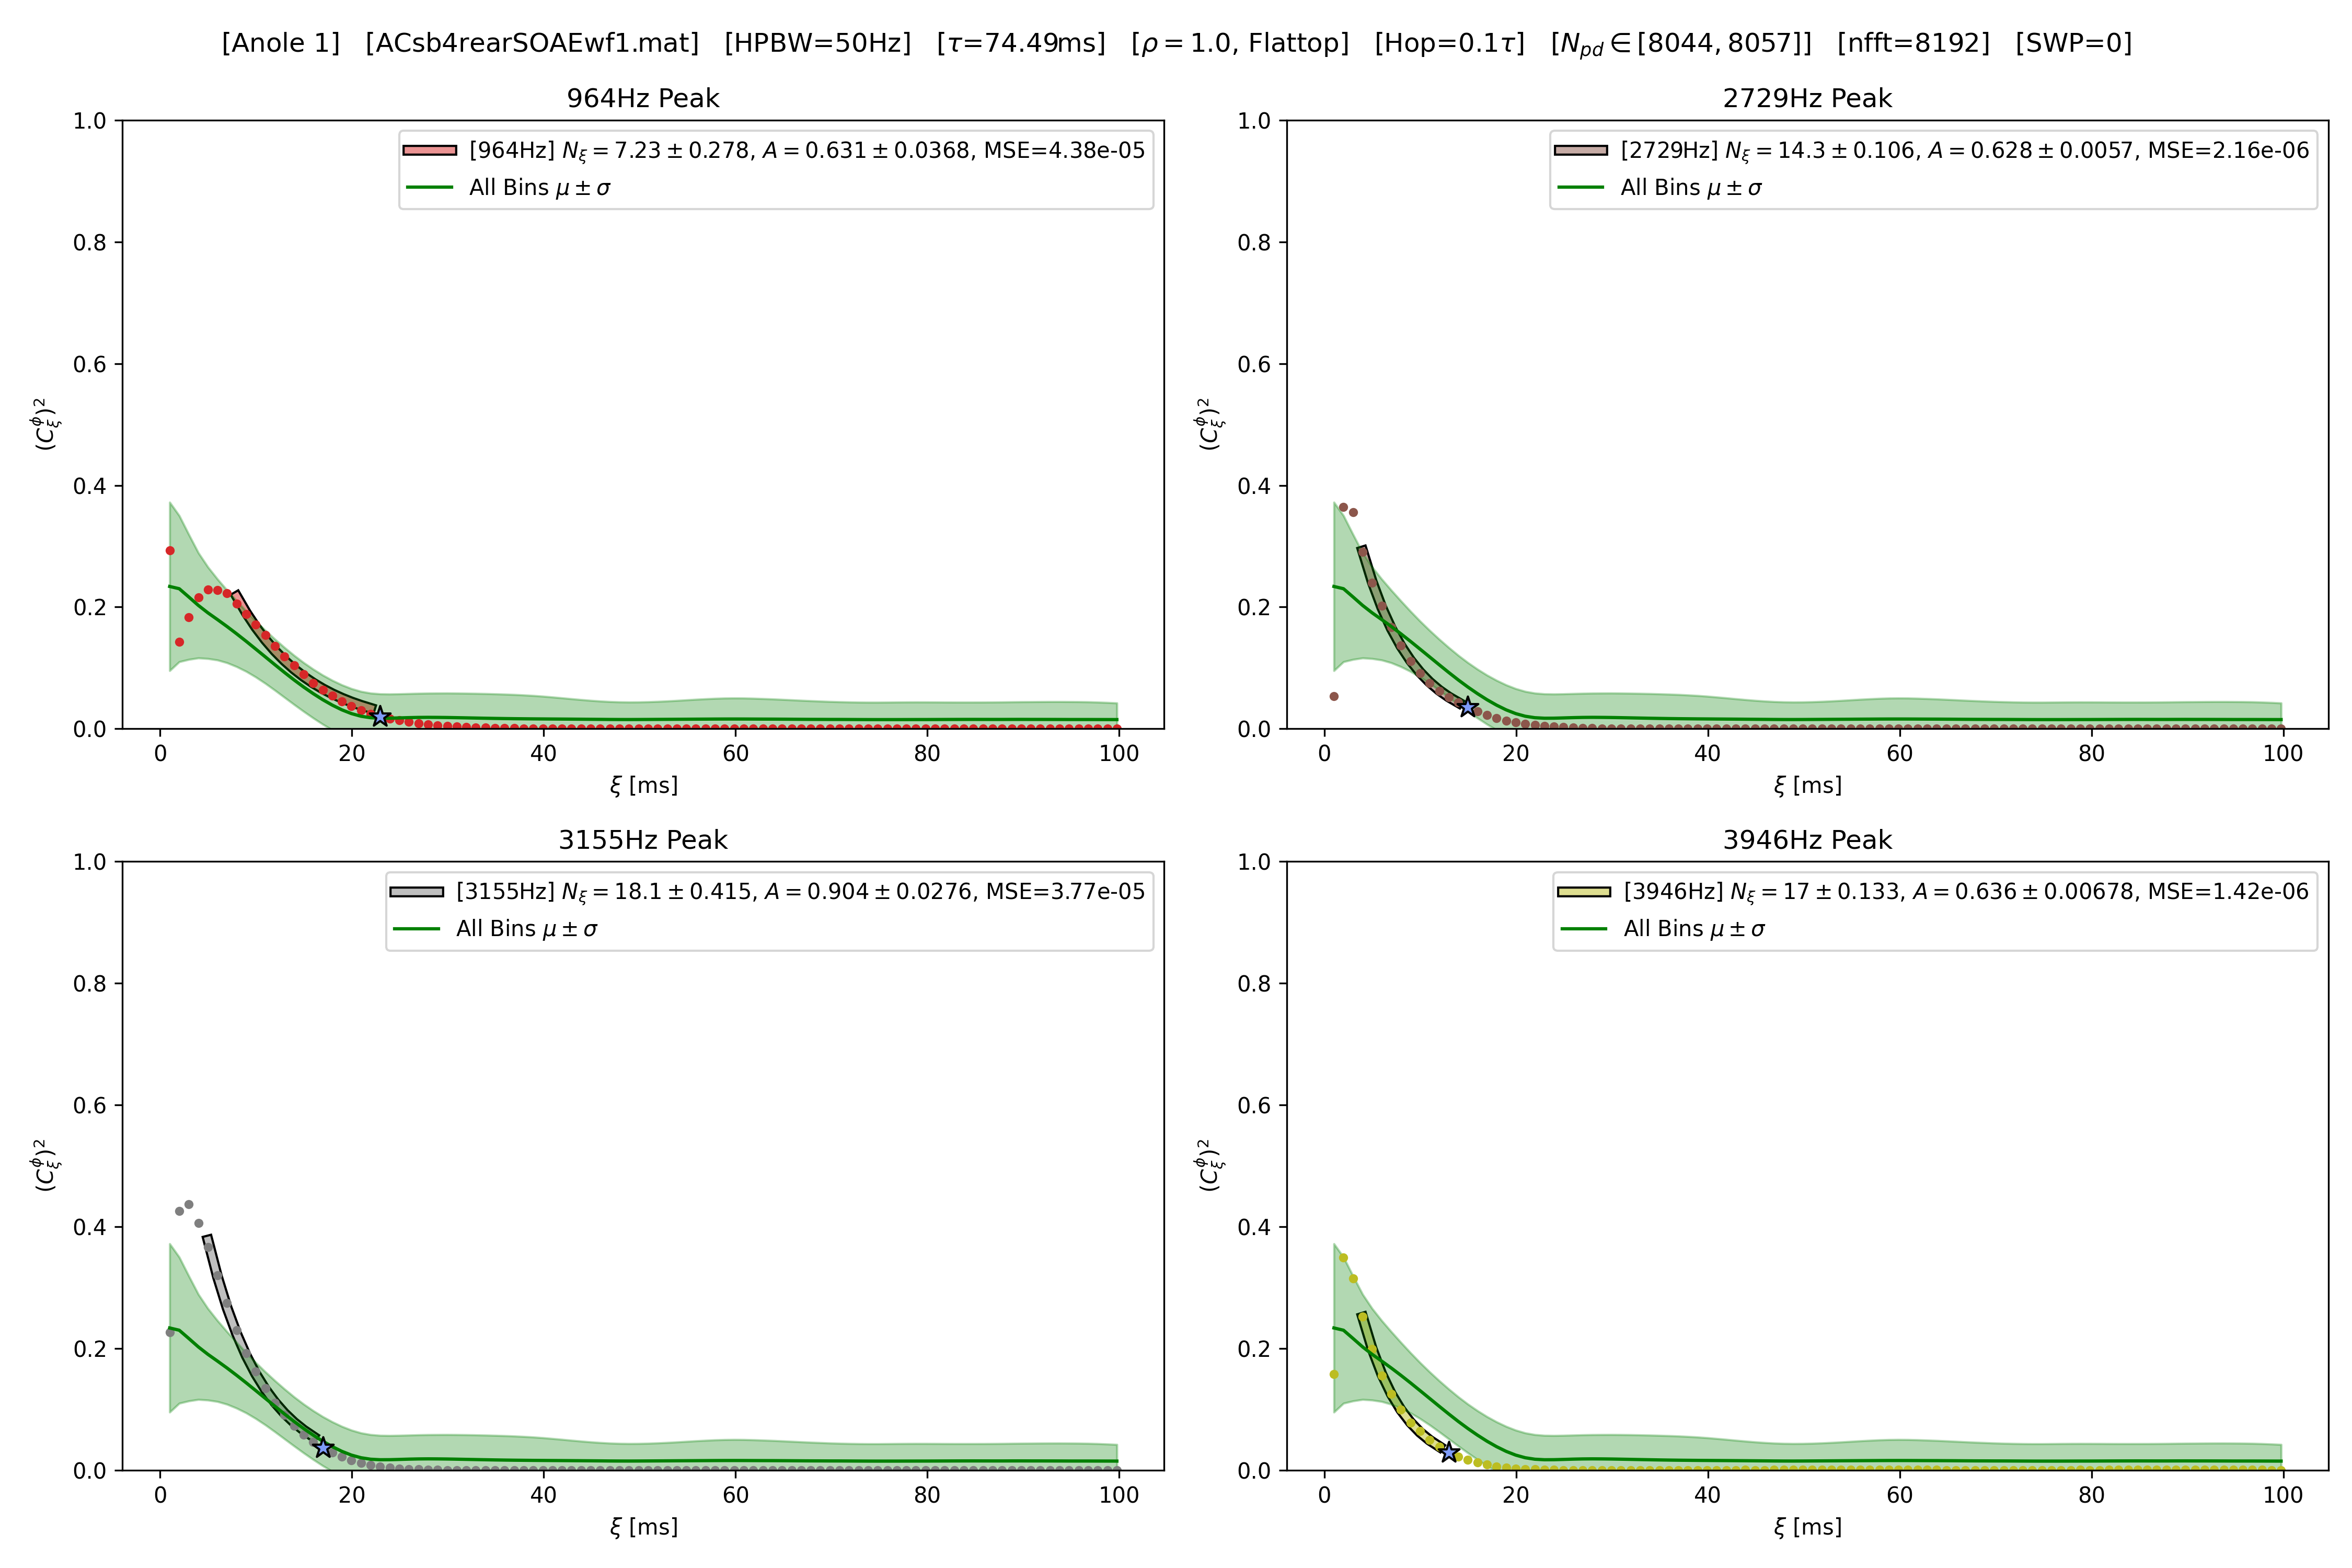 [Anole 1] [ACsb4rearSOAEwf1.mat] [HPBW=50Hz] [τ=74.49ms] [ρ = 1.0, Flattop] [Hop=0.1τ] [N_pd ∈ [8044, 8057]] [nfft=8192] [SWP=0]
964Hz Peak
[964Hz] N_ξ = 7.23 ± 0.278, A = 0.631 ± 0.0368, MSE=4.38e-05
All Bins μ ± σ
1.0
0.8
0.6
0.4
0.2
0.0
(C_ξ^ϕ)²
0 20 40 60 80 100
ξ [ms]
2729Hz Peak
[2729Hz] N_ξ = 14.3 ± 0.106, A = 0.628 ± 0.0057, MSE=2.16e-06
All Bins μ ± σ
1.0
0.8
0.6
0.4
0.2
0.0
(C_ξ^ϕ)²
0 20 40 60 80 100
ξ [ms]
3155Hz Peak
[3155Hz] N_ξ = 18.1 ± 0.415, A = 0.904 ± 0.0276, MSE=3.77e-05
All Bins μ ± σ
1.0
0.8
0.6
0.4
0.2
0.0
(C_ξ^ϕ)²
0 20 40 60 80 100
ξ [ms]
3946Hz Peak
[3946Hz] N_ξ = 17 ± 0.133, A = 0.636 ± 0.00678, MSE=1.42e-06
All Bins μ ± σ
1.0
0.8
0.6
0.4
0.2
0.0
(C_ξ^ϕ)²
0 20 40 60 80 100
ξ [ms]